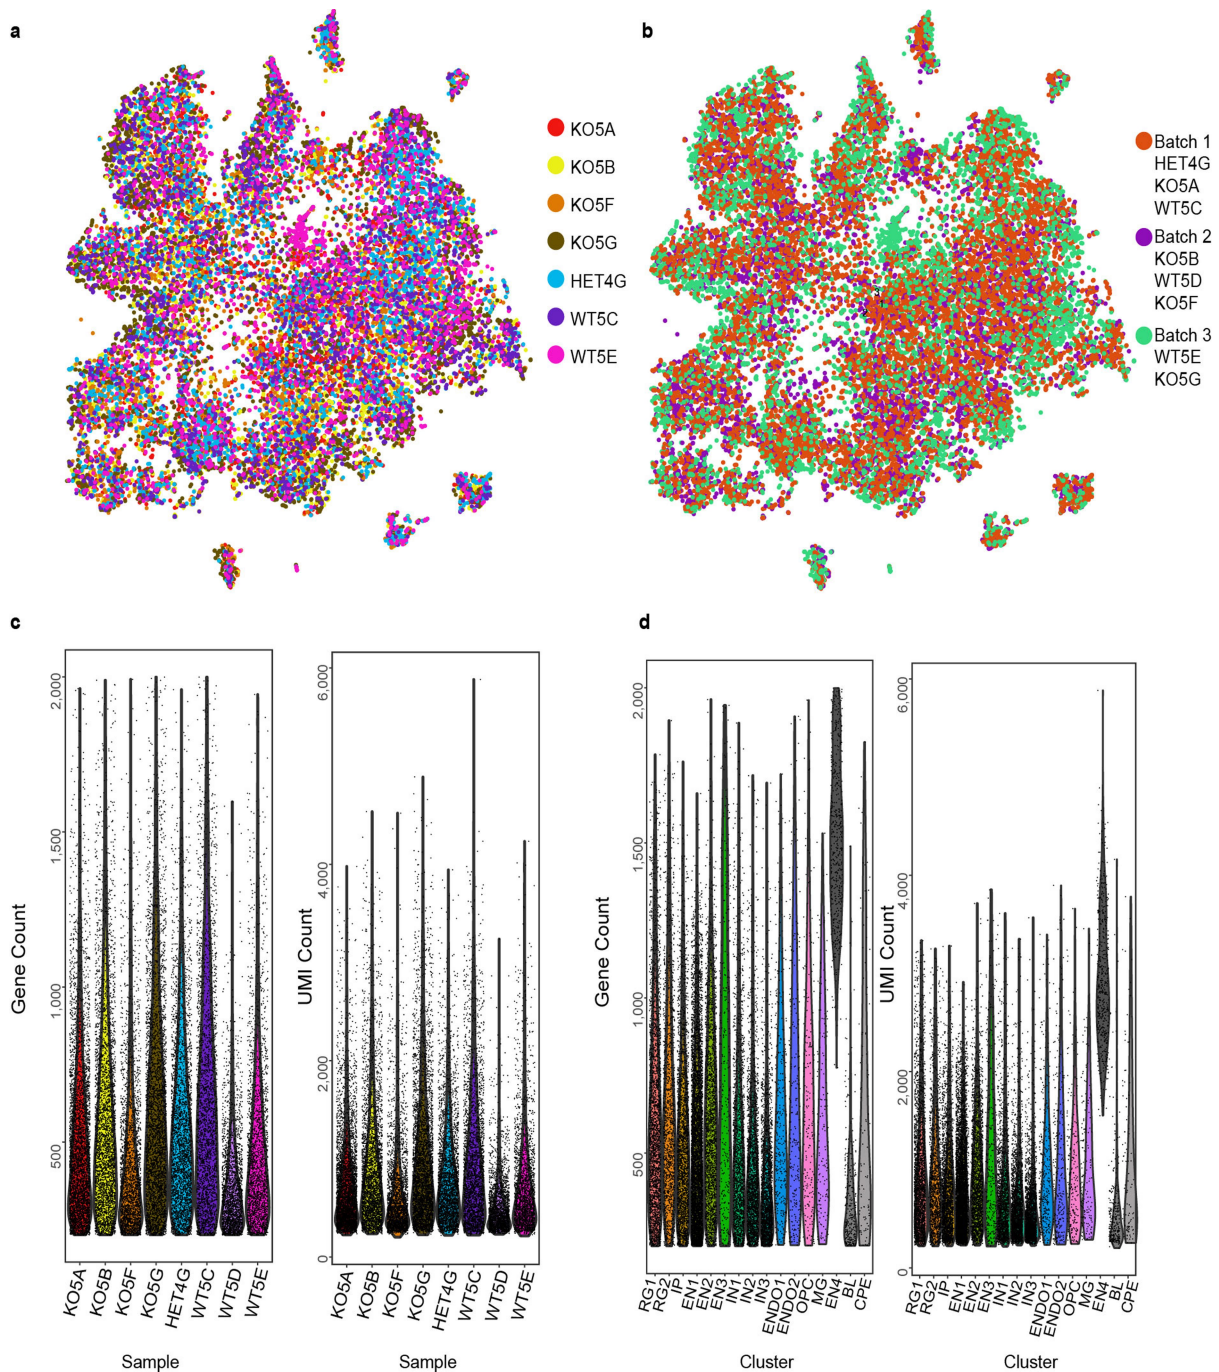 a
KO5A
KO5B
KO5F
KO5G
HET4G
WT5C
WT5E
b
Batch 1
HET4G
KO5A
WT5C
Batch 2
KO5B
WT5D
KO5F
Batch 3
WT5E
KO5G
c
Gene Count
2,000
1,500
1,000
500
KO5A
KO5B
KO5F
KO5G
HET4G
WT5C
WT5D
WT5E
Sample
UMI Count
6,000
4,000
2,000
0
KO5A
KO5B
KO5F
KO5G
HET4G
WT5C
WT5D
WT5E
Sample
d
Gene Count
2,000
1,500
1,000
500
RG1
RG2
IP
EN1
EN2
EN3
IN1
IN2
IN3
ENDO1
ENDO2
OPC
MG
EN4
BL
CPE
Cluster
UMI Count
6,000
4,000
2,000
0
RG1
RG2
IP
EN1
EN2
EN3
IN1
IN2
IN3
ENDO1
ENDO2
OPC
MG
EN4
BL
CPE
Cluster